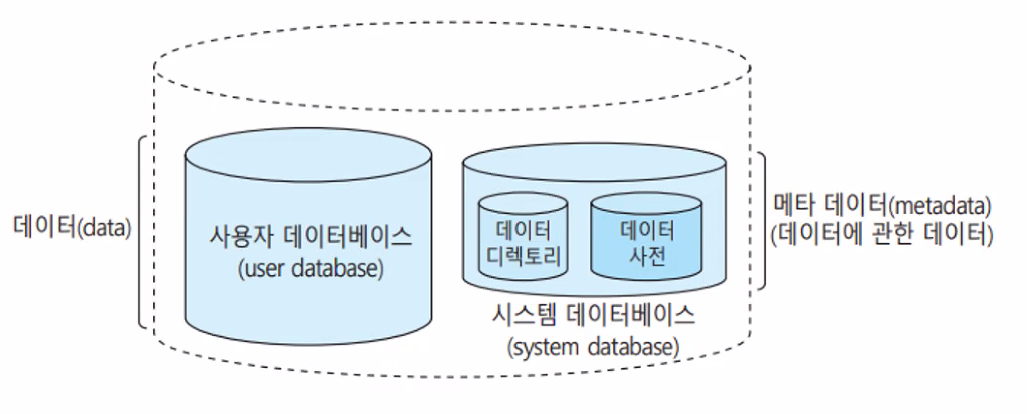 데이터(data)
사용자 데이터베이스
(user database)
데이터
디렉토리
데이터
사전
시스템 데이터베이스
(system database)
메타 데이터(metadata)
(데이터에 관한 데이터)